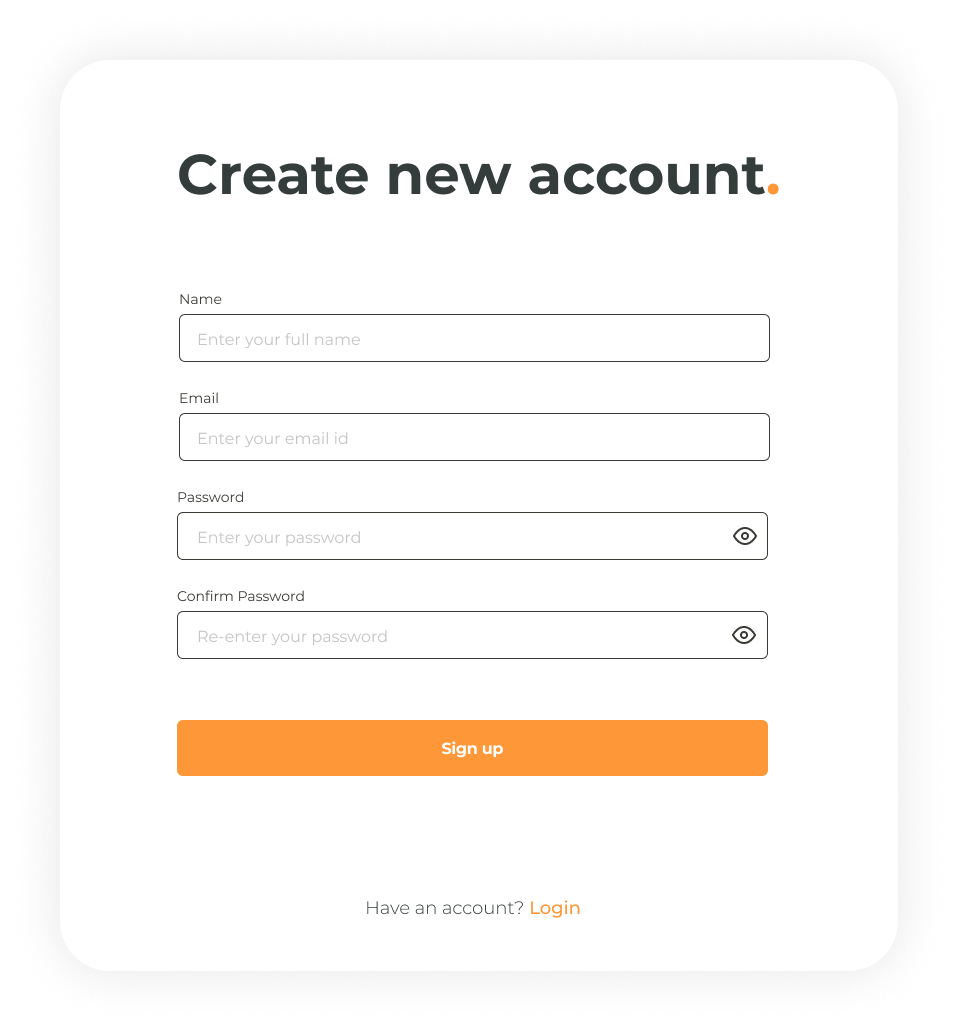 Create new account.
Name
Enter your full name
Email
Enter your email id
Password
Enter your password
Confirm Password
Re-enter your password
Sign up
Have an account? Login